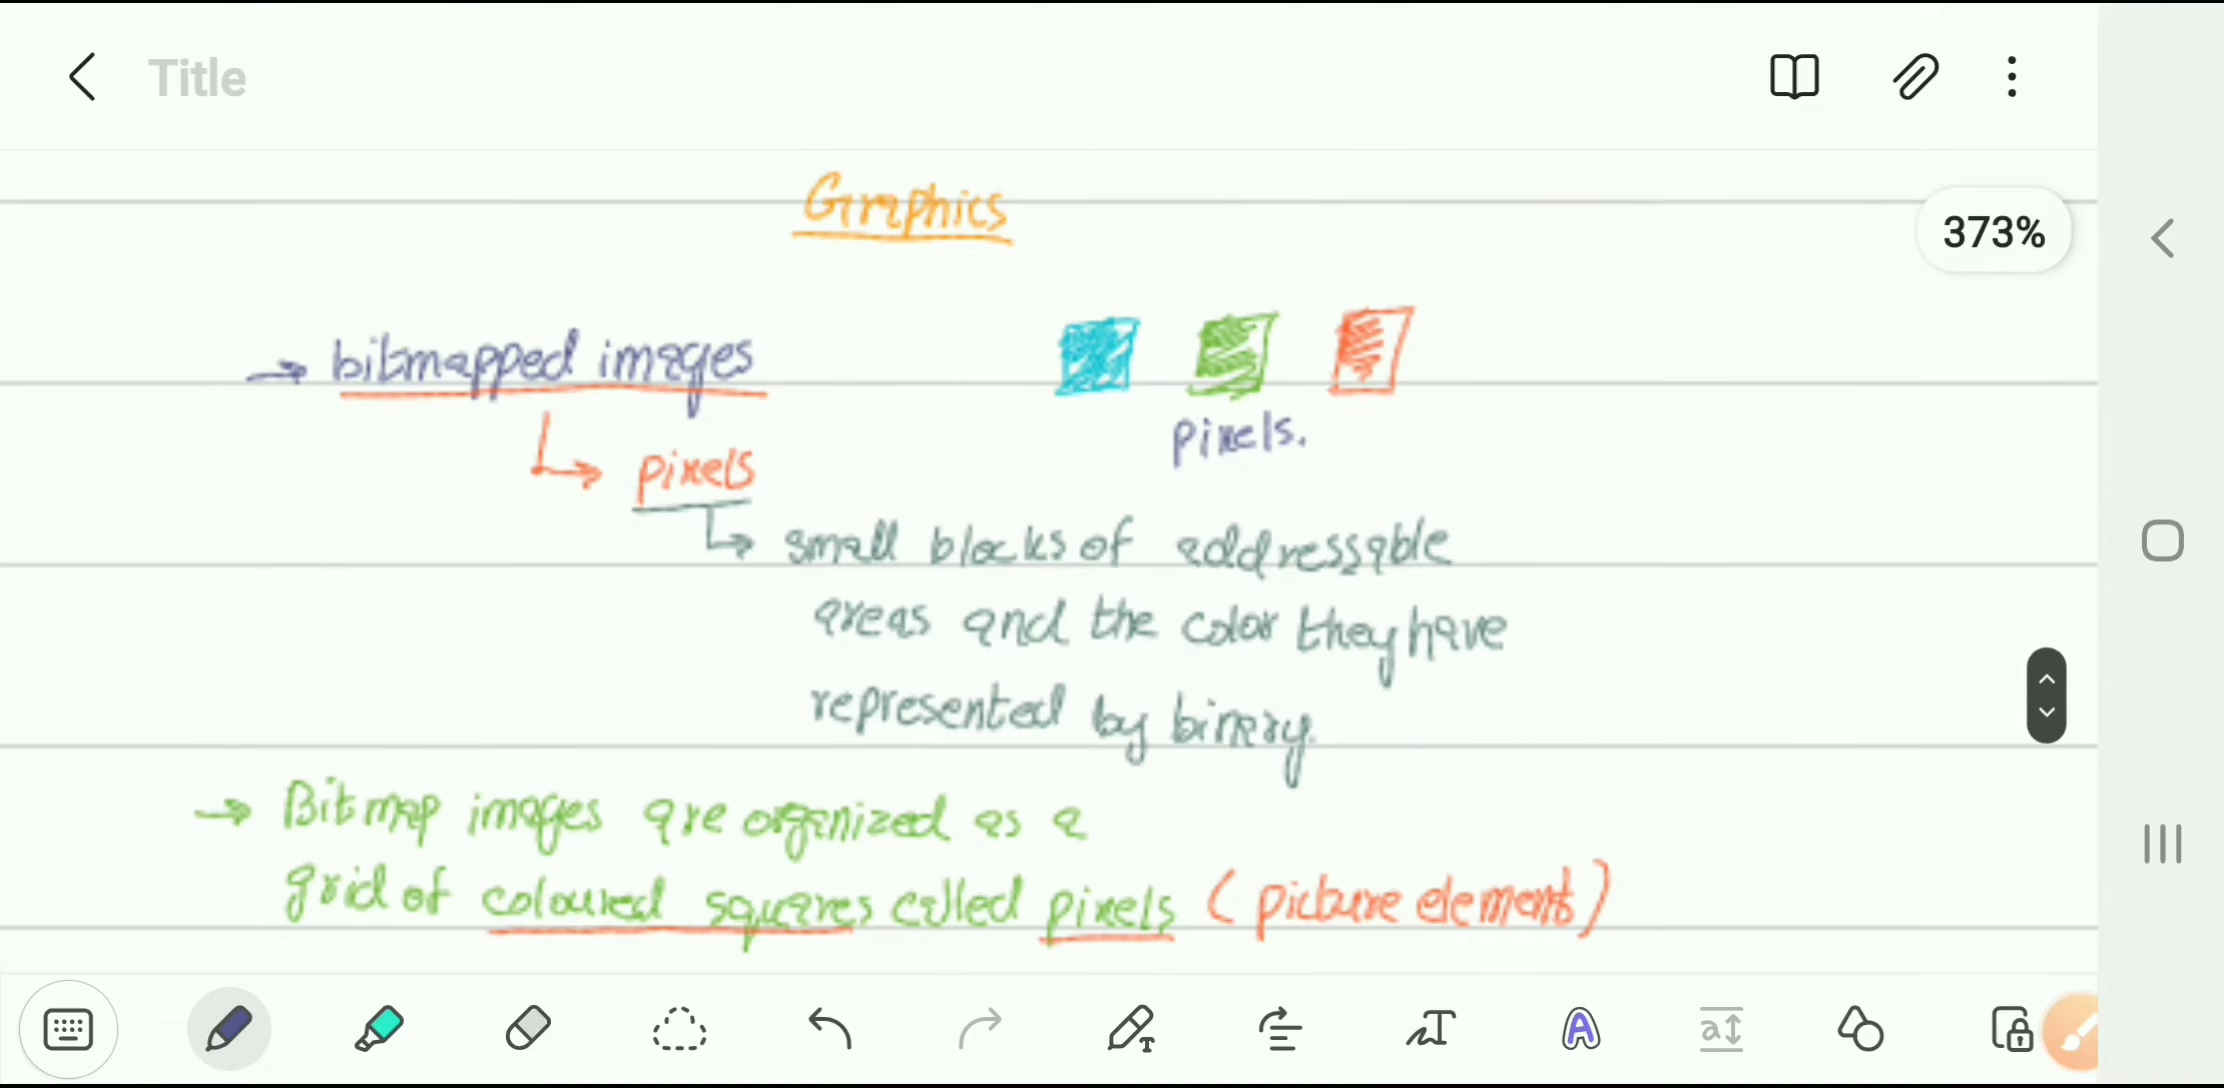 Title
Graphics
373%
→ bitmapped images
pixels.
↳ pixels
↳ small blocks of addressable
areas and the color they have
represented by binary.
→ Bitmap images are organized as a
grid of coloured squares called pixels (picture element)